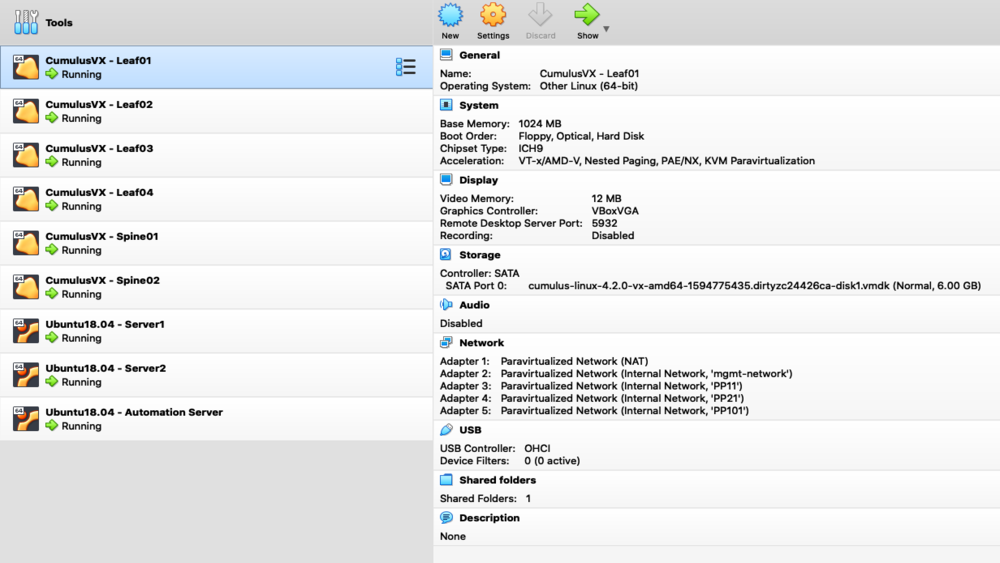 Tools
64
CumulusVX - Leaf01
Running
64
CumulusVX - Leaf02
Running
64
CumulusVX - Leaf03
Running
64
CumulusVX - Leaf04
Running
64
CumulusVX - Spine01
Running
64
CumulusVX - Spine02
Running
64
Ubuntu18.04 - Server1
Running
64
Ubuntu18.04 - Server2
Running
64
Ubuntu18.04 - Automation Server
Running
New Settings Discard Show
General
Name: CumulusVX - Leaf01
Operating System: Other Linux (64-bit)
System
Base Memory: 1024 MB
Boot Order: Floppy, Optical, Hard Disk
Chipset Type: ICH9
Acceleration: VT-x/AMD-V, Nested Paging, PAE/NX, KVM Paravirtualization
Display
Video Memory: 12 MB
Graphics Controller: VBoxVGA
Remote Desktop Server Port: 5932
Recording: Disabled
Storage
Controller: SATA
SATA Port 0: cumulus-linux-4.2.0-vx-amd64-1594775435.dirtyzc24426ca-disk1.vmdk (Normal, 6.00 GB)
Audio
Disabled
Network
Adapter 1: Paravirtualized Network (NAT)
Adapter 2: Paravirtualized Network (Internal Network, 'mgmt-network')
Adapter 3: Paravirtualized Network (Internal Network, 'PP11')
Adapter 4: Paravirtualized Network (Internal Network, 'PP21')
Adapter 5: Paravirtualized Network (Internal Network, 'PP101')
USB
USB Controller: OHCI
Device Filters: 0 (0 active)
Shared folders
Shared Folders: 1
Description
None